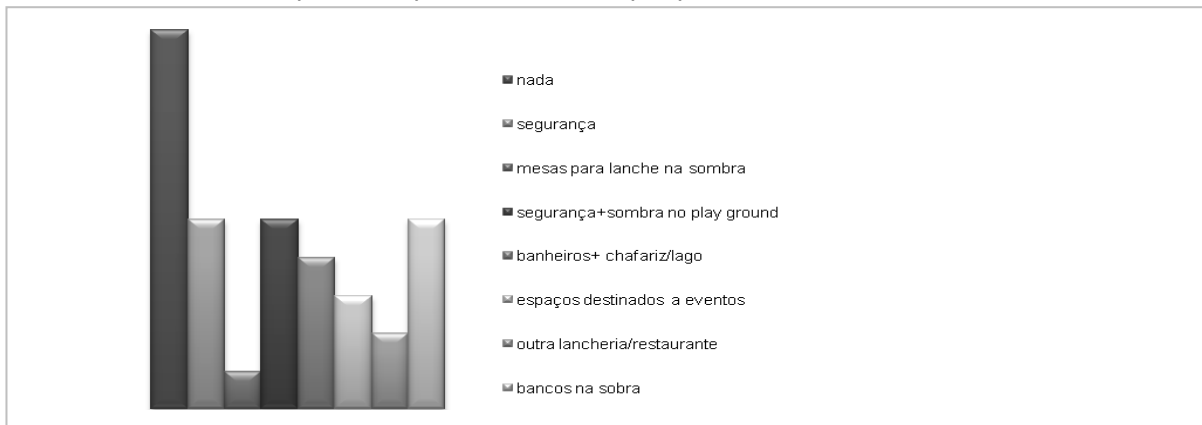 nada
segurança
mesas para lanche na sombra
segurança+sombra no play ground
banheiros+ chafariz/lago
espaços destinados a eventos
outra lancheria/restaurante
bancos na sobra